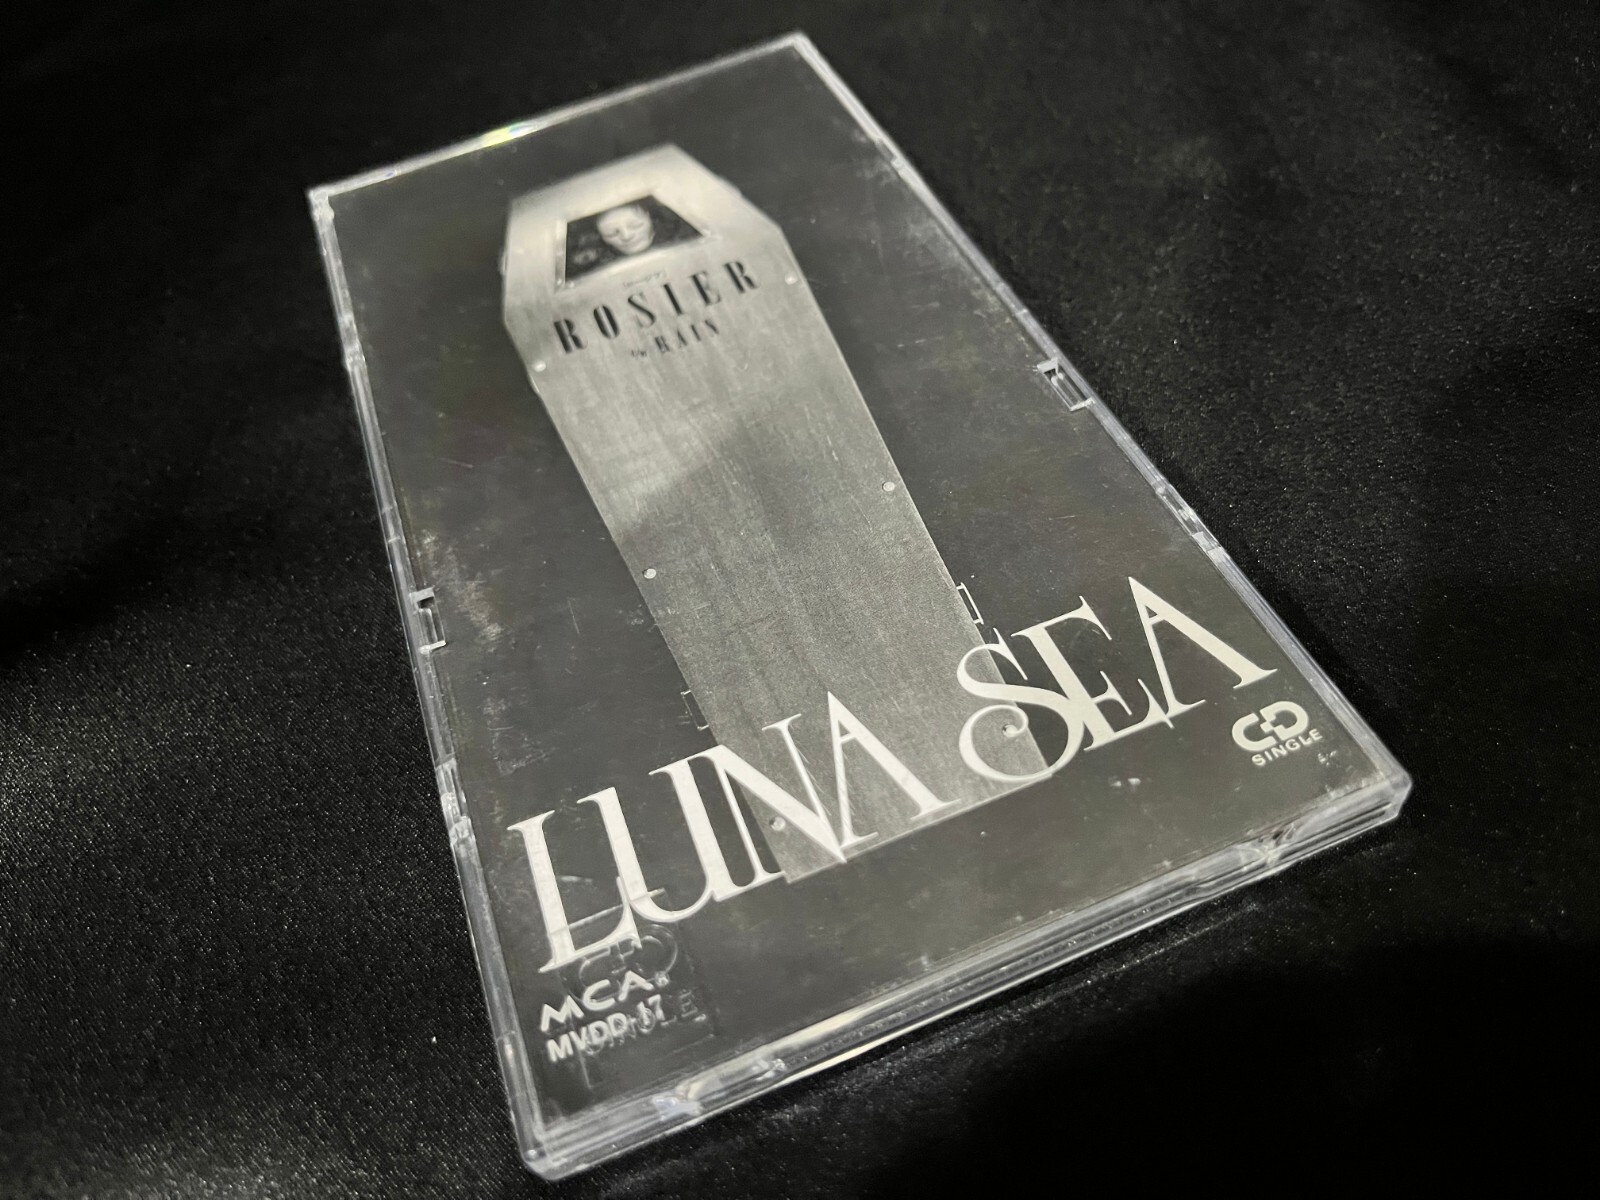 ROSIER
c/w RAIN
LUNA SEA
CD
SINGLE
MCA
MVDD-17